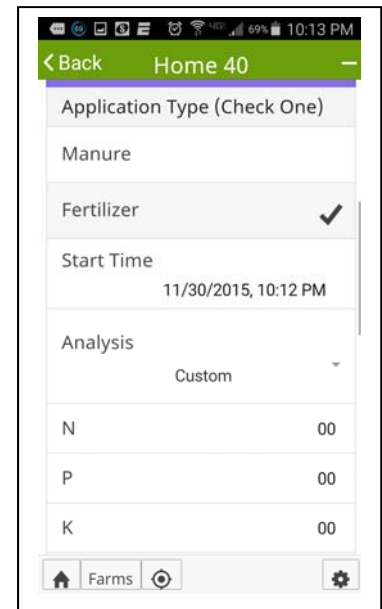 69% 10:13 PM
Back Home 40
Application Type (Check One)
Manure
Fertilizer
Start Time
11/30/2015, 10:12 PM
Analysis
Custom
N 00
P 00
K 00
Farms